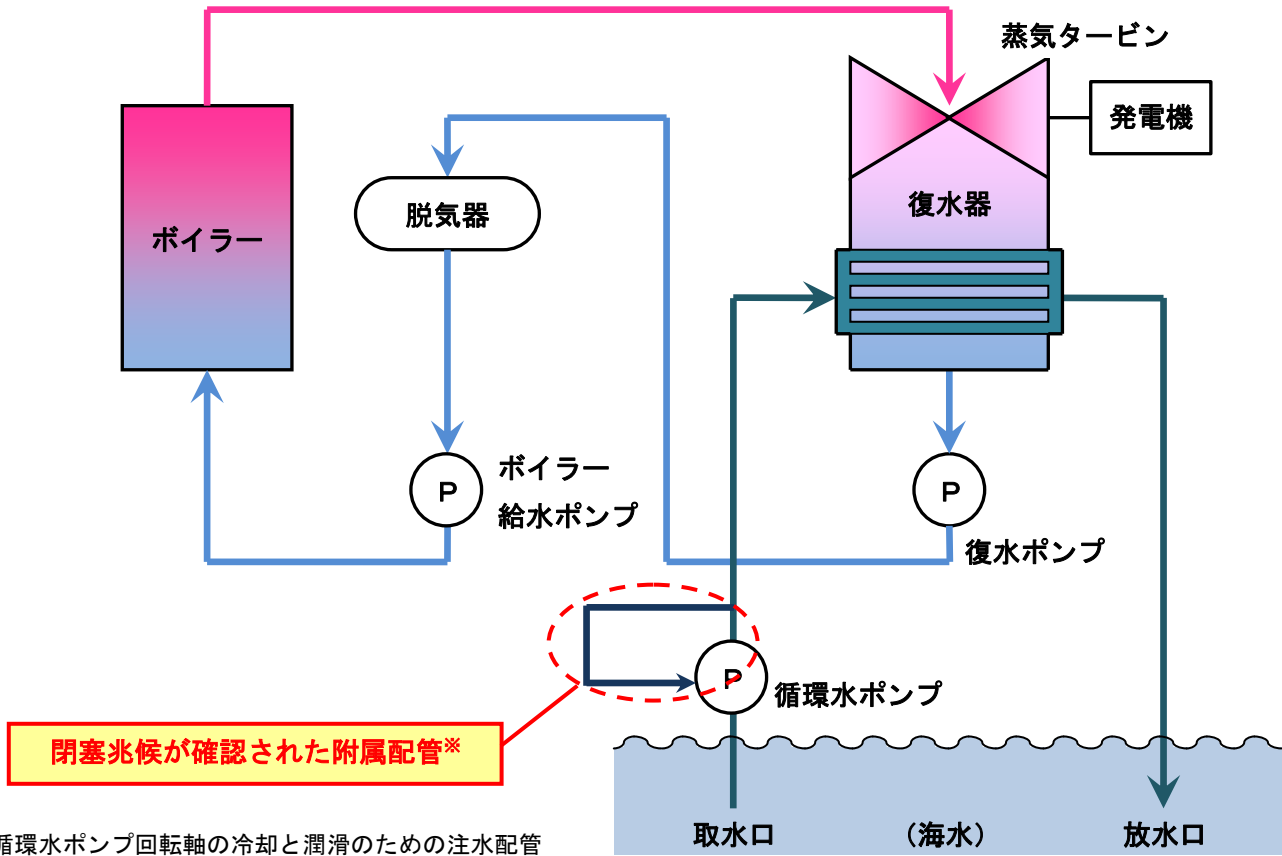 蒸気タービン
発電機
復水器
脱気器
ボイラー
P
ボイラー
給水ポンプ
P
復水ポンプ
P
循環水ポンプ
閉塞兆候が確認された附属配管※
取水口
（海水）
放水口
循環水ポンプ回転軸の冷却と潤滑のための注水配管